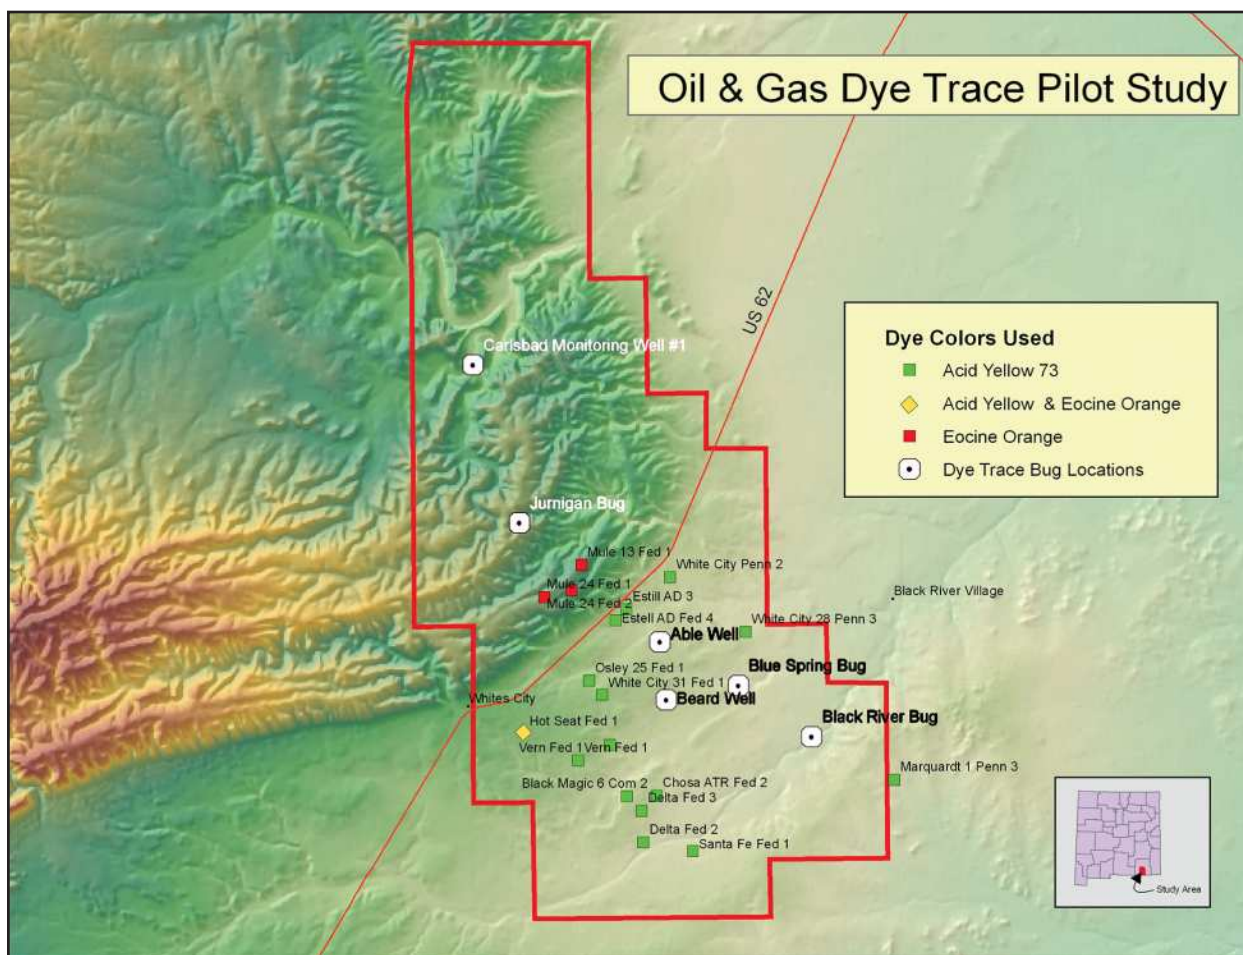 Oil & Gas Dye Trace Pilot Study
US 62
Dye Colors Used
Acid Yellow 73
Acid Yellow & Eocine Orange
Eocine Orange
Dye Trace Bug Locations
Carlsbad Monitoring Well #1
Jurnigan Bug
Mule 13 Fed 1
White City Penn 2
Mule 24 Fed 1
Estill AD 3
Black River Village
Mule 24 Fed 2
Estell AD Fed 4
White City 28 Penn 3
Able Well
Osley 25 Fed 1
Blue Spring Bug
White City 31 Fed 1
Whites City
Beard Well
Hot Seat Fed 1
Black River Bug
Vern Fed 1
Vern Fed 1
Marquardt 1 Penn 3
Black Magic 6 Com 2
Chosa ATR Fed 2
Delta Fed 3
Delta Fed 2
Santa Fe Fed 1
Study Area